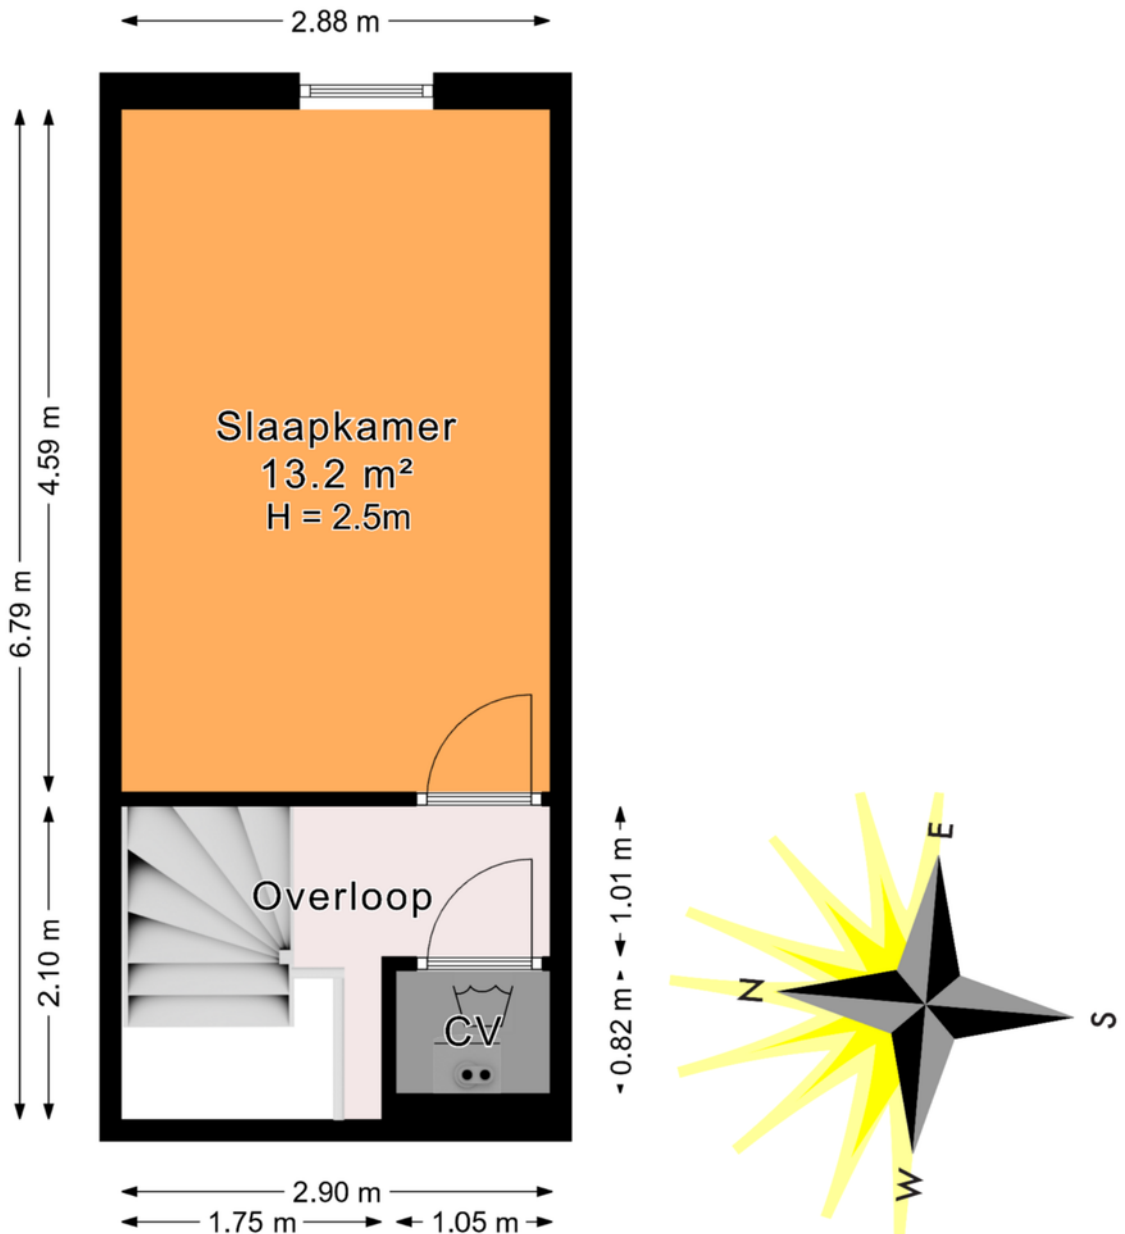 2.88 m
6.79 m
4.59 m
Slaapkamer
13.2 m²
H = 2.5m
2.10 m
Overloop
1.01 m
CV
0.82 m
E
N
S
W
2.90 m
1.75 m
1.05 m